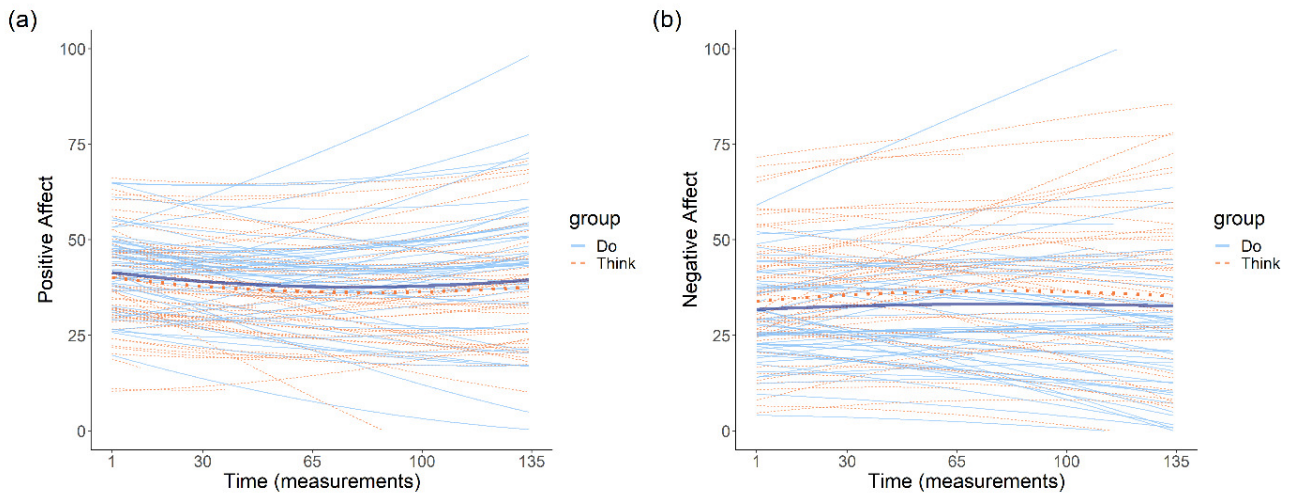 (a)
100
75
50
25
0
Positive Affect
1 30 65 100 135
Time (measurements)
group
Do
Think
(b)
100
75
50
25
0
Negative Affect
1 30 65 100 135
Time (measurements)
group
Do
Think